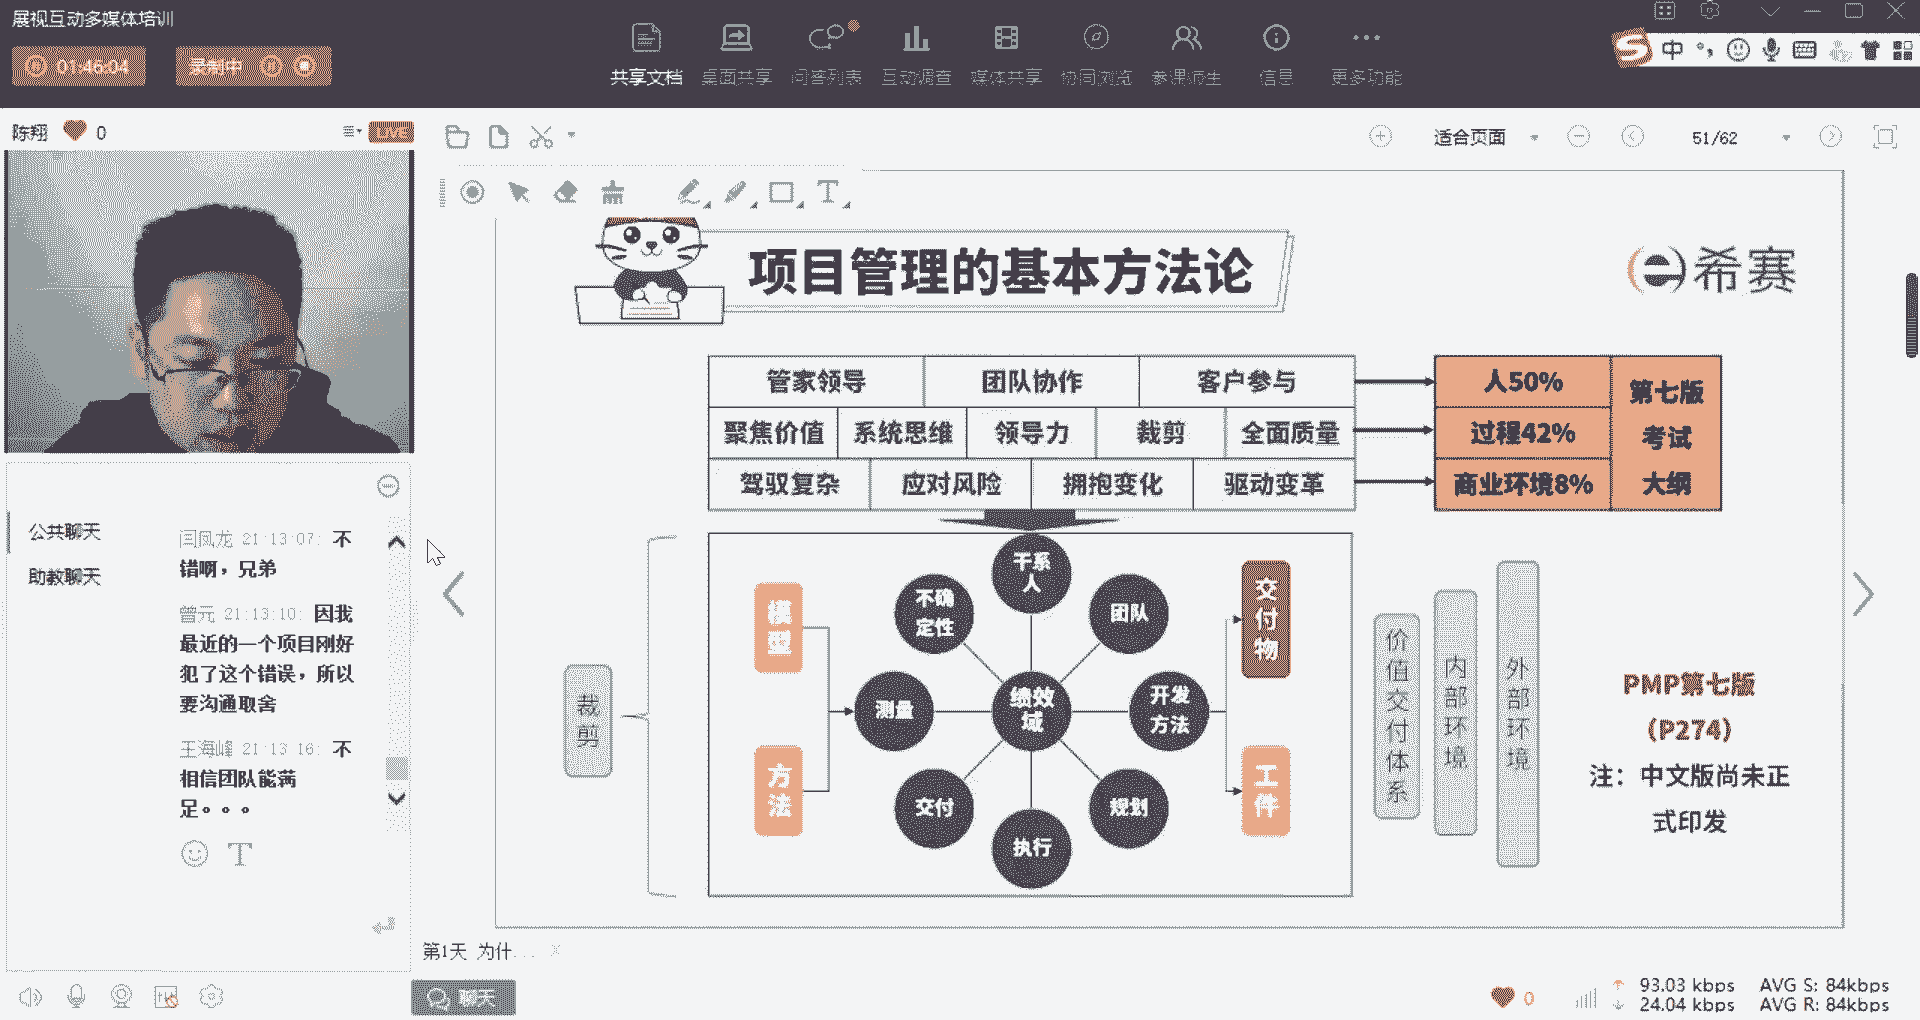 展视互动多媒体培训
01:46:04
录制中
共享文档
桌面共享
问答列表
互动调查
媒体共享
协同浏览
参课师生
信息
更多功能
中
陈翔 0
LIVE
适合页面
51/62
公共聊天
助教聊天
闫凤龙 21:13:07: 不
错啊，兄弟
曾元 21:13:10: 因我
最近的一个项目刚好
犯了这个错误，所以
要沟通取舍
王海峰 21:13:16: 不
相信团队能满
足。。。
项目管理的基本方法论
希赛
管家领导 团队协作 客户参与
聚焦价值 系统思维 领导力 裁剪 全面质量
驾驭复杂 应对风险 拥抱变化 驱动变革
人50%
过程42%
商业环境8%
第七版
考试
大纲
裁剪
模型
方法
干系
人
不确
定性
团队
测量
绩效
域
开发
方法
交付
规划
执行
交付物
工件
价值交付体系
内部环境
外部环境
PMP第七版
（P274）
注：中文版尚未正
式印发
第1天 为什...
聊天
0
93.03 kbps AVG S: 84kbps
24.04 kbps AVG R: 84kbps